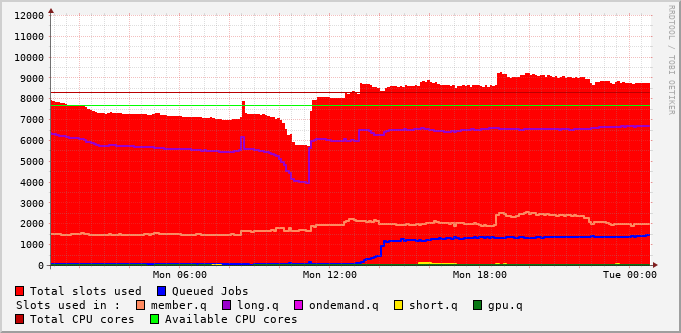 RRDTOOL / TOBI OETIKER
12000
11000
10000
9000
8000
7000
6000
5000
4000
3000
2000
1000
0
Mon 06:00 Mon 12:00 Mon 18:00 Tue 00:00
Total slots used Queued Jobs
Slots used in : member.q long.q ondemand.q short.q gpu.q
Total CPU cores Available CPU cores